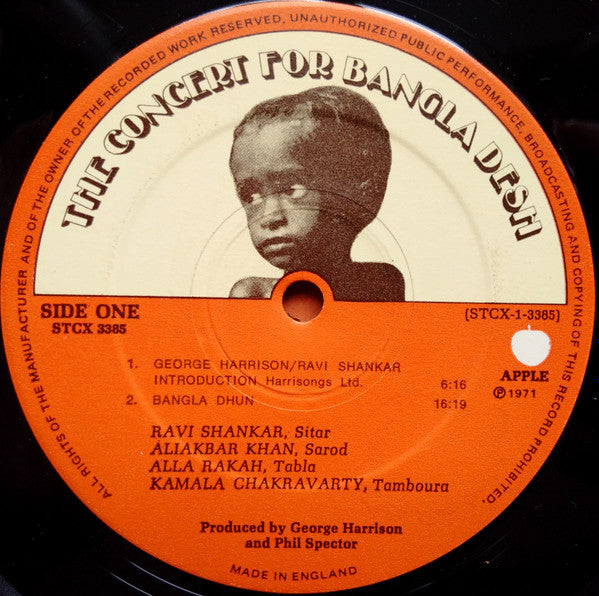 ALL RIGHTS OF THE MANUFACTURER AND OF THE OWNER OF THE RECORDED WORK RESERVED, UNAUTHORIZED PUBLIC PERFORMANCE, BROADCASTING AND COPYING OF THIS RECORD PROHIBITED.
THE CONCERT FOR BANGLA DESH
SIDE ONE
STCX 3385
(STCX-1-3385)
APPLE
℗ 1971
1. GEORGE HARRISON/RAVI SHANKAR
INTRODUCTION Harrisongs Ltd. 6:16
2. BANGLA DHUN 16:19
RAVI SHANKAR, Sitar
ALIAKBAR KHAN, Sarod
ALLA RAKAH, Tabla
KAMALA CHAKRAVARTY, Tamboura
Produced by George Harrison
and Phil Spector
MADE IN ENGLAND